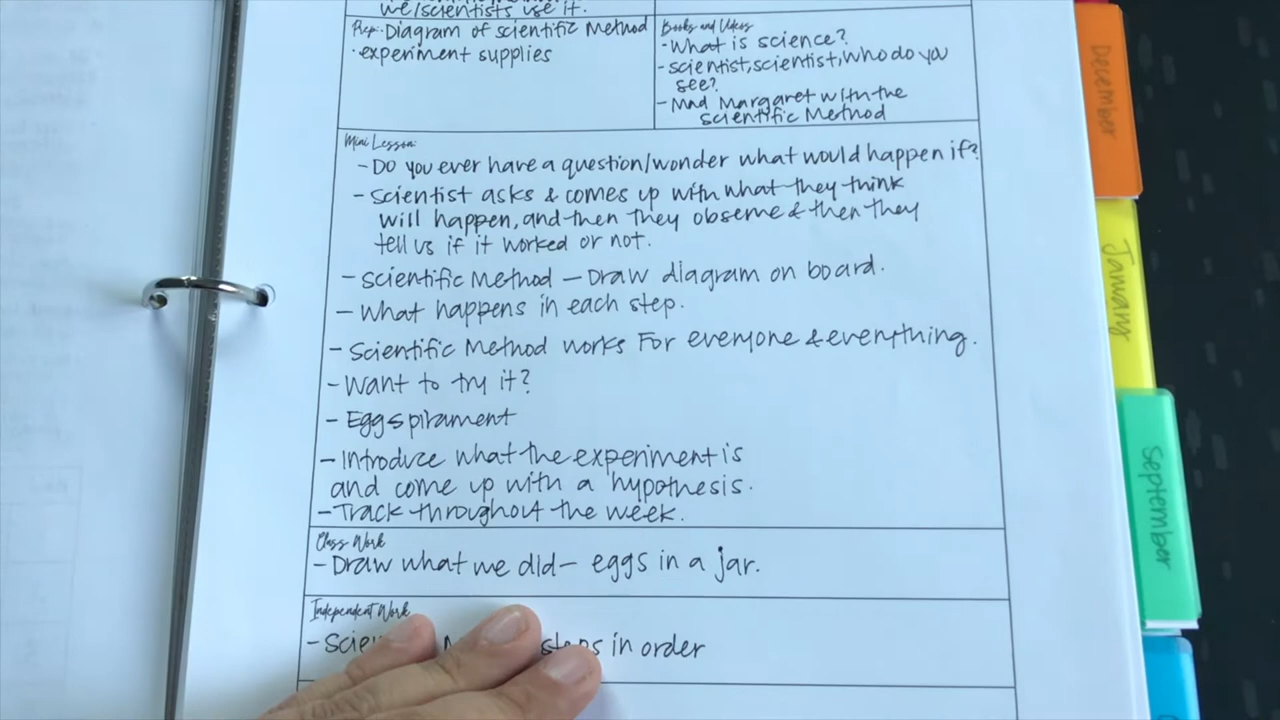 we/scientists use it.
Prep: Diagram of scientific Method
· experiment supplies
Books and Videos
- What is science?
- scientist, scientist, Who do you
see?
- Mad Margaret with the
scientific Method
Mini Lesson:
- Do you ever have a question/wonder what would happen if?
- Scientist asks & comes up with what they think
will happen, and then they observe & then they
tell us if it worked or not.
- Scientific Method - Draw diagram on board.
- What happens in each step.
- Scientific Method works For everyone & everything.
- Want to try it?
- Eggspirament
- Introduce what the experiment is
and come up with a hypothesis.
- Track throughout the week.
Class Work
- Draw what we did - eggs in a jar.
Independent Work
- steps in order
December
January
September